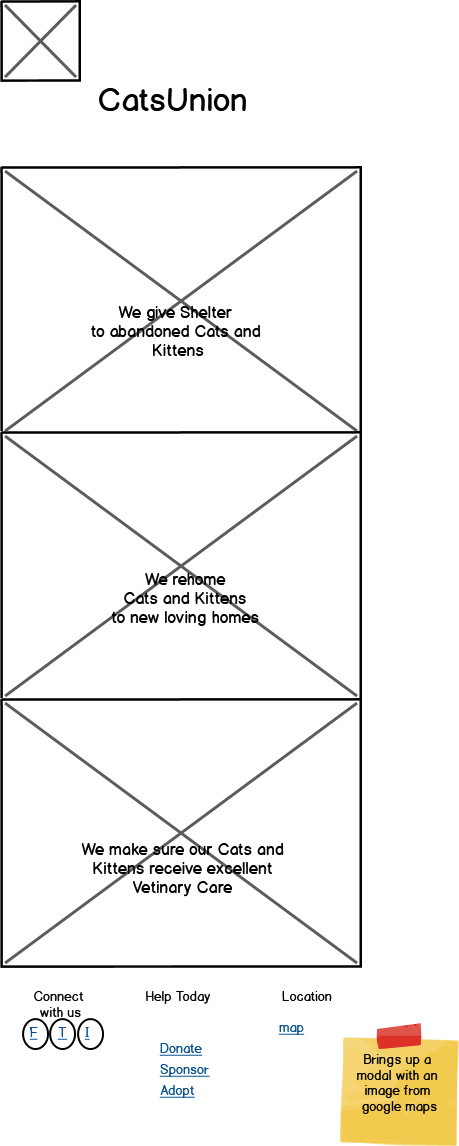 CatsUnion
We give Shelter
to abandoned Cats and
Kittens
We rehome
Cats and Kittens
to new loving homes
We make sure our Cats and
Kittens receive excellent
Vetinary Care
Connect
with us
F T I
Help Today
Donate
Sponsor
Adopt
Location
map
Brings up a
modal with an
image from
google maps